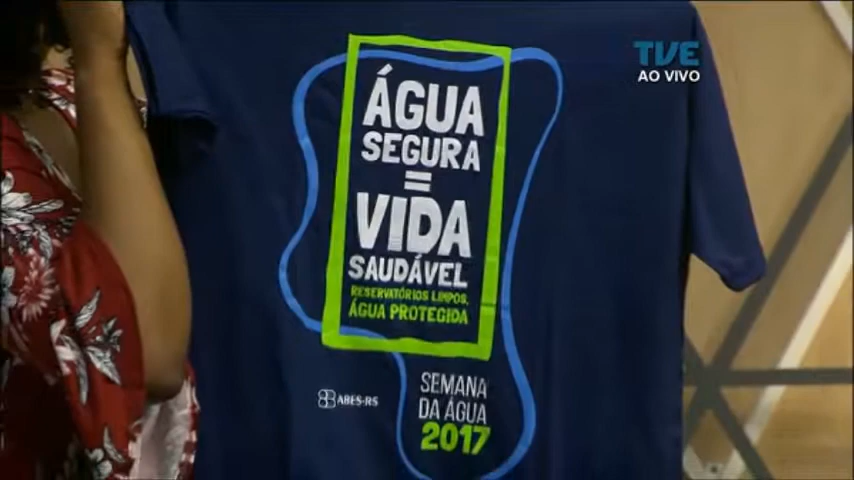 TVE
AO VIVO
ÁGUA
SEGURA
=
VIDA
SAUDÁVEL
RESERVATÓRIOS LIMPOS,
ÁGUA PROTEGIDA
ABES-RS
SEMANA
DA ÁGUA
2017